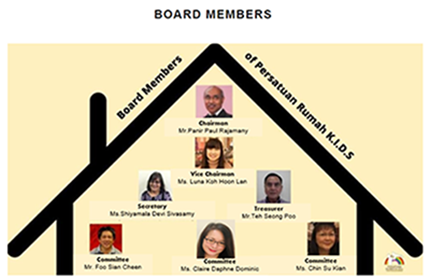 BOARD MEMBERS
Board Members of Persatuan Rumah K.I.D.S
Chairman
Mr.Panir Paul Rajamany
Vice Chairman
Ms. Luna Koh Hoon Lan
Secretary
Ms.Shiyamala Devi Sivasamy
Treasurer
Mr.Teh Seong Poo
Committee
Mr. Foo Sian Cheen
Committee
Ms. Claire Daphne Dominic
Committee
Ms. Chin Su Kian